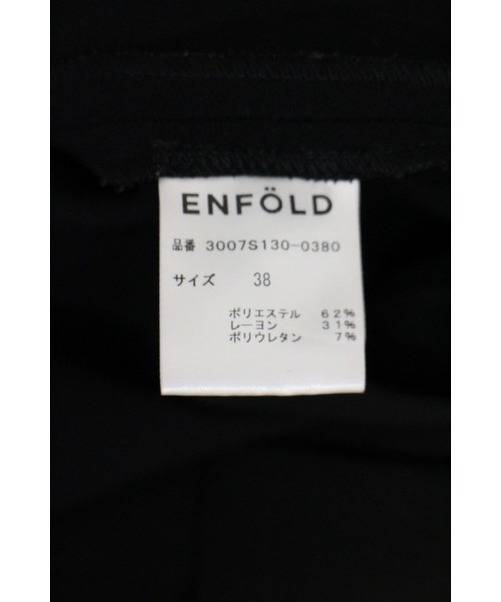 ENFÖLD
品番 3007S130-0380
サイズ 38
ポリエステル 62%
レーヨン 31%
ポリウレタン 7%